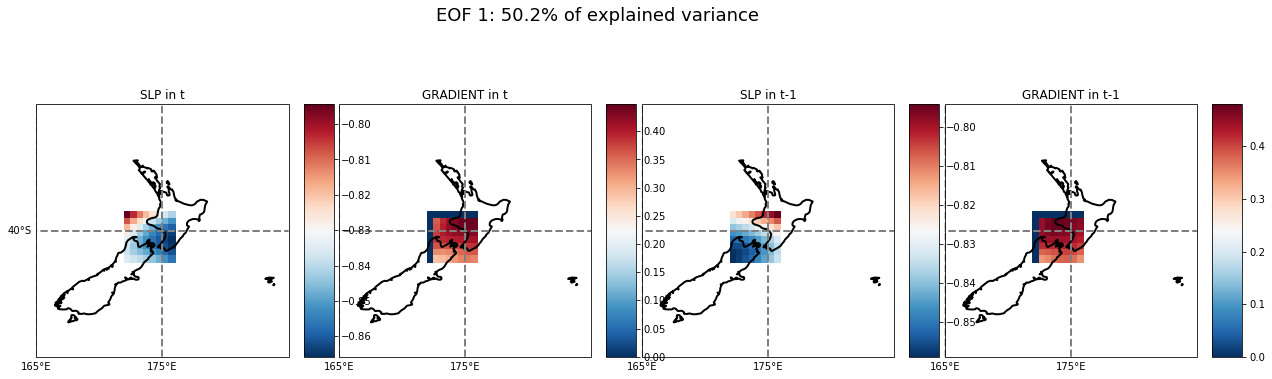 EOF 1: 50.2% of explained variance
SLP in t
GRADIENT in t
SLP in t-1
GRADIENT in t-1
40°S
165°E
175°E
165°E
175°E
165°E
175°E
165°E
175°E
−0.80
−0.81
−0.82
−0.83
−0.84
−0.85
−0.86
0.40
0.35
0.30
0.25
0.20
0.15
0.10
0.05
0.00
−0.80
−0.81
−0.82
−0.83
−0.84
−0.85
0.4
0.3
0.2
0.1
0.0